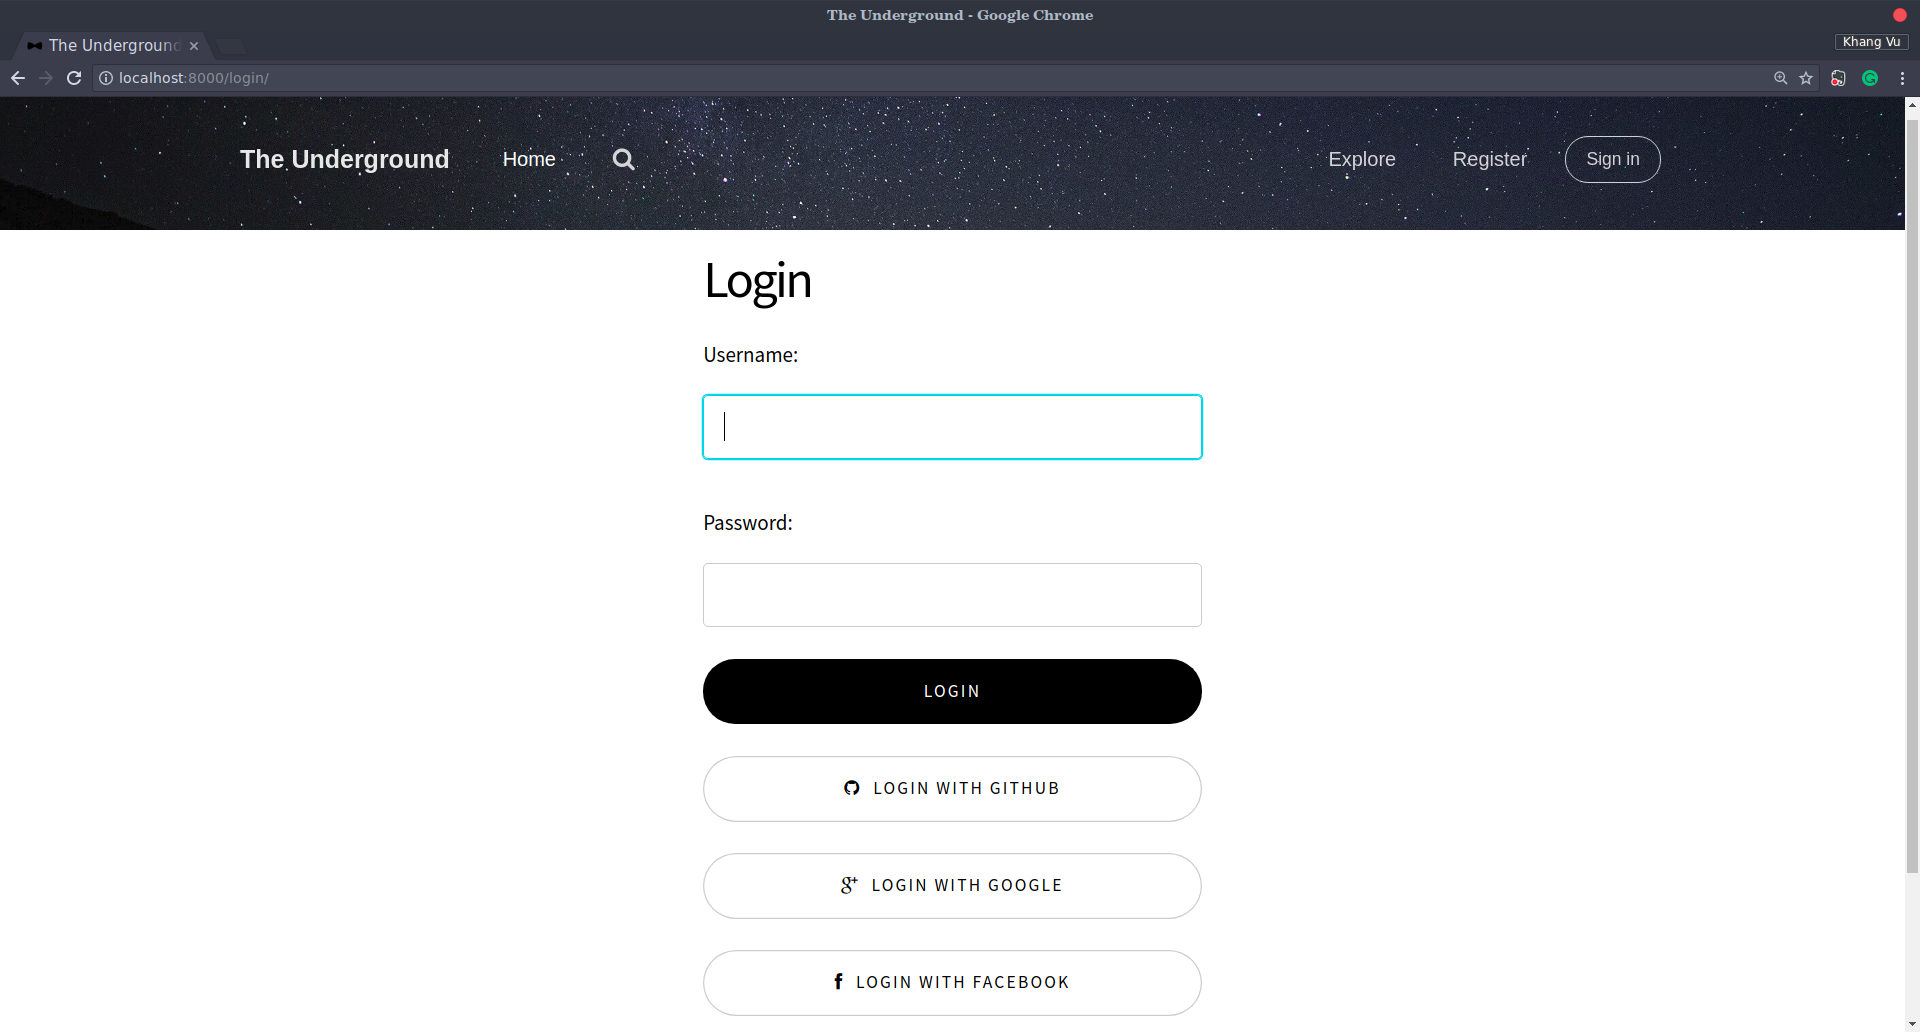 The Underground - Google Chrome
The Underground
Khang Vu
localhost:8000/login/
The Underground Home Explore Register Sign in
Login
Username:
Password:
LOGIN
LOGIN WITH GITHUB
g+ LOGIN WITH GOOGLE
f LOGIN WITH FACEBOOK